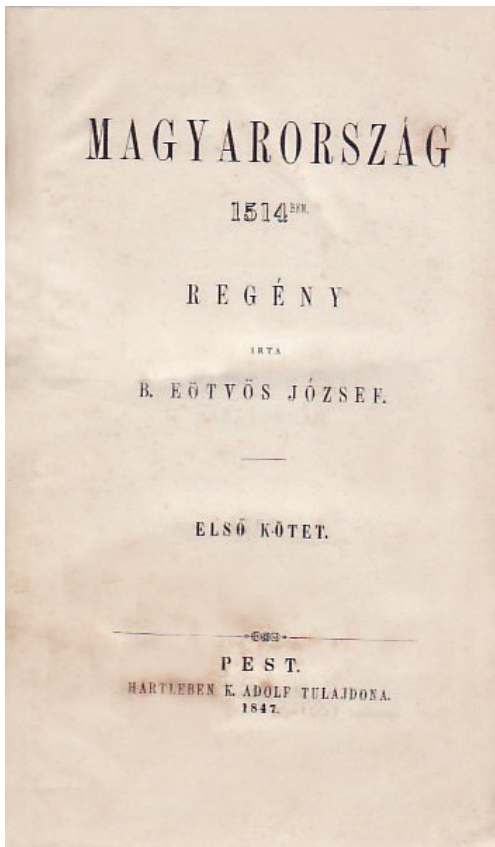 MAGYARORSZÁG
1514BEN.
REGÉNY
IRTA
B. EÖTVÖS JÓZSEF.
ELSŐ KÖTET.
PEST.
HARTLEBEN K. ADOLF TULAJDONA.
1847.